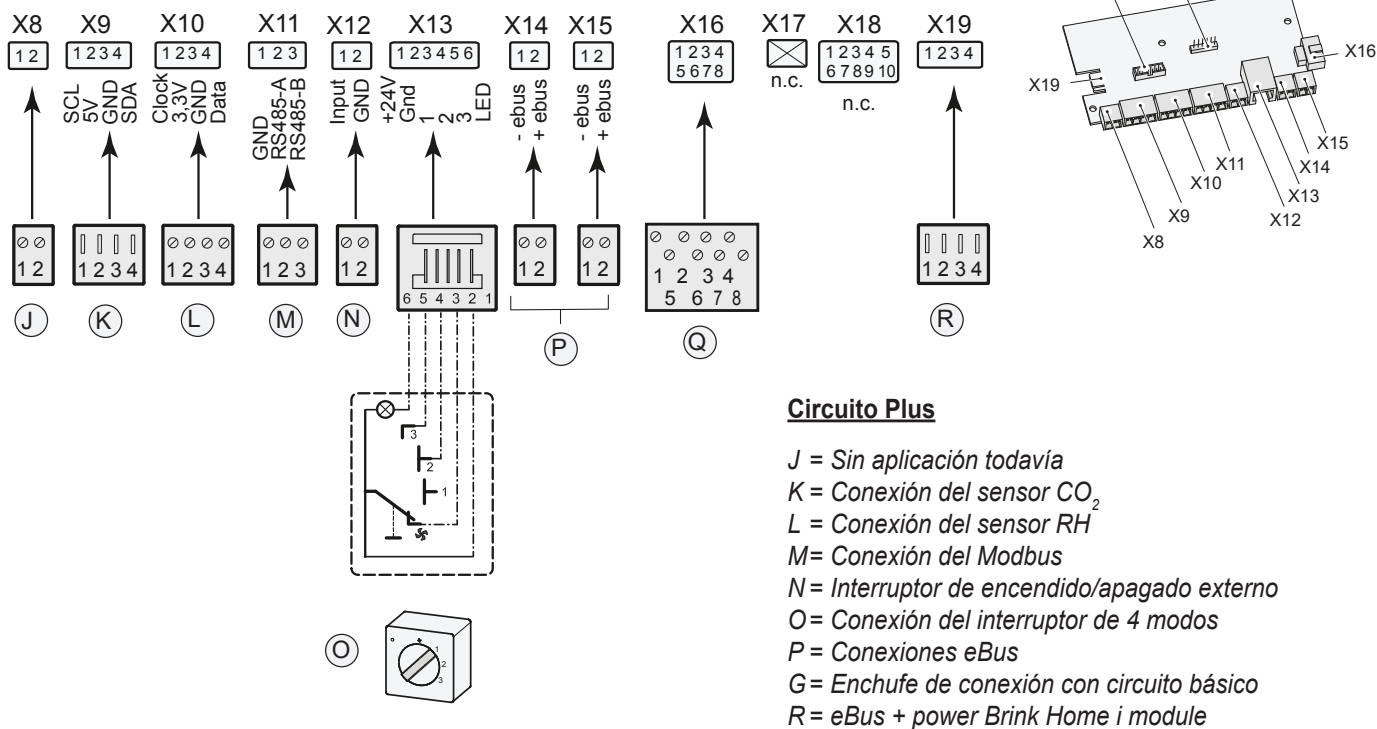 X8 X9 X10 X11 X12 X13 X14 X15 X16 X17 X18 X19
1 2
1 2 3 4
1 2 3 4
1 2 3
1 2
1 2 3 4 5 6
1 2
1 2
1 2 3 4
5 6 7 8
n.c.
1 2 3 4 5
6 7 8 9 10
n.c.
1 2 3 4
SCL
5V
GND
SDA
Clock
3,3V
GND
Data
GND
RS485-A
RS485-B
Input
GND
+24V
Gnd
1
2
3
LED
- ebus
+ ebus
- ebus
+ ebus
1 2
1 2 3 4
1 2 3 4
1 2 3
1 2
6 5 4 3 2 1
1 2
1 2
1 2 3 4
5 6 7 8
1 2 3 4
J
K
L
M
N
P
Q
R
3
2
1
O
1
2
3
X19
X16
X15
X14
X13
X12
X11
X10
X9
X8
Circuito Plus
J = Sin aplicación todavía
K = Conexión del sensor CO2
L = Conexión del sensor RH
M= Conexión del Modbus
N = Interruptor de encendido/apagado externo
O= Conexión del interruptor de 4 modos
P = Conexiones eBus
G= Enchufe de conexión con circuito básico
R = eBus + power Brink Home i module